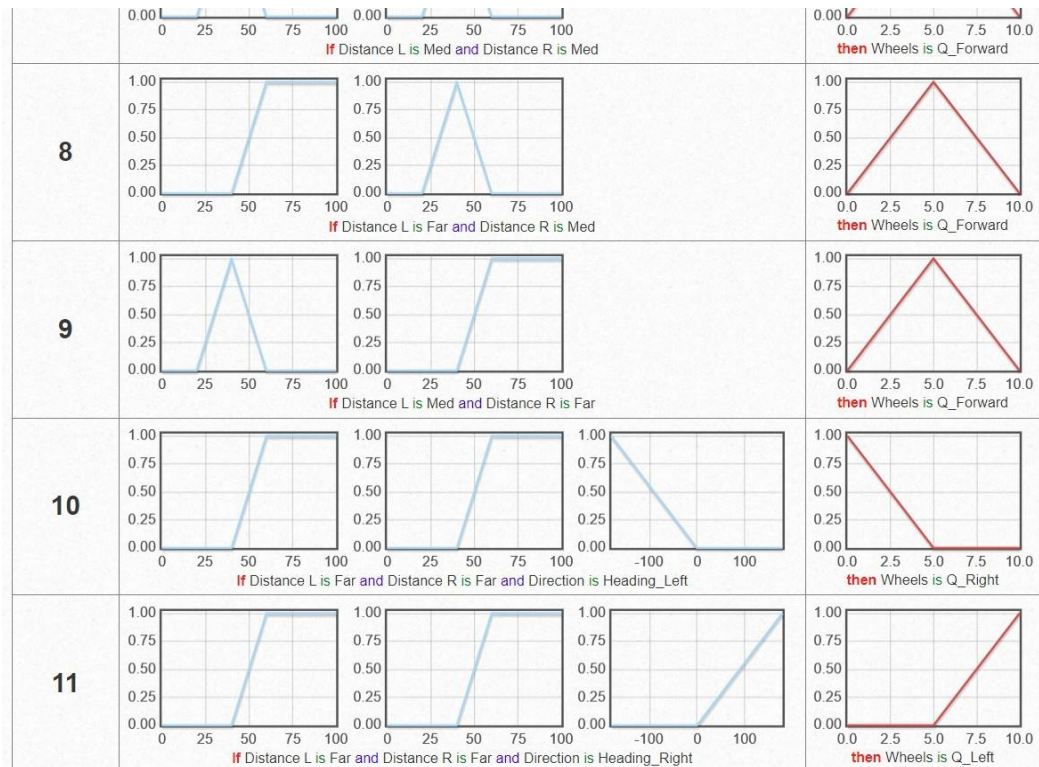 0.00 0.00
0 25 50 75 100 0 25 50 75 100 0.0 2.5 5.0 7.5 10.0
If Distance L is Med and Distance R is Med then Wheels is Q_Forward
8
1.00 1.00 1.00
0.75 0.75 0.75
0.50 0.50 0.50
0.25 0.25 0.25
0.00 0.00 0.00
0 25 50 75 100 0 25 50 75 100 0.0 2.5 5.0 7.5 10.0
If Distance L is Far and Distance R is Med then Wheels is Q_Forward
9
1.00 1.00 1.00
0.75 0.75 0.75
0.50 0.50 0.50
0.25 0.25 0.25
0.00 0.00 0.00
0 25 50 75 100 0 25 50 75 100 0.0 2.5 5.0 7.5 10.0
If Distance L is Med and Distance R is Far then Wheels is Q_Forward
10
1.00 1.00 1.00 1.00
0.75 0.75 0.75 0.75
0.50 0.50 0.50 0.50
0.25 0.25 0.25 0.25
0.00 0.00 0.00 0.00
0 25 50 75 100 0 25 50 75 100 -100 0 100 0.0 2.5 5.0 7.5 10.0
If Distance L is Far and Distance R is Far and Direction is Heading_Left then Wheels is Q_Right
11
1.00 1.00 1.00 1.00
0.75 0.75 0.75 0.75
0.50 0.50 0.50 0.50
0.25 0.25 0.25 0.25
0.00 0.00 0.00 0.00
0 25 50 75 100 0 25 50 75 100 -100 0 100 0.0 2.5 5.0 7.5 10.0
If Distance L is Far and Distance R is Far and Direction is Heading_Right then Wheels is Q_Left